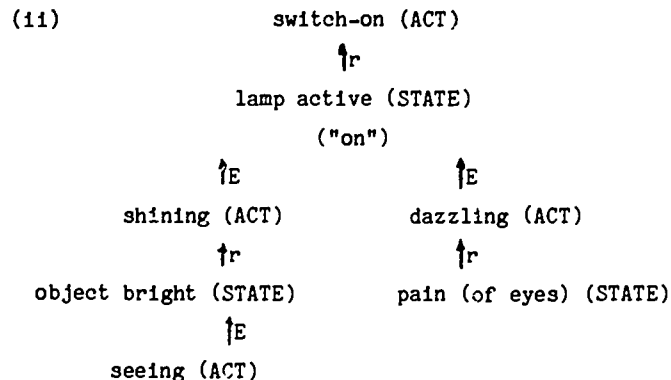 (ii) switch-on (ACT)
r
lamp active (STATE)
("on")
E E
shining (ACT) dazzling (ACT)
r r
object bright (STATE) pain (of eyes) (STATE)
E
seeing (ACT)